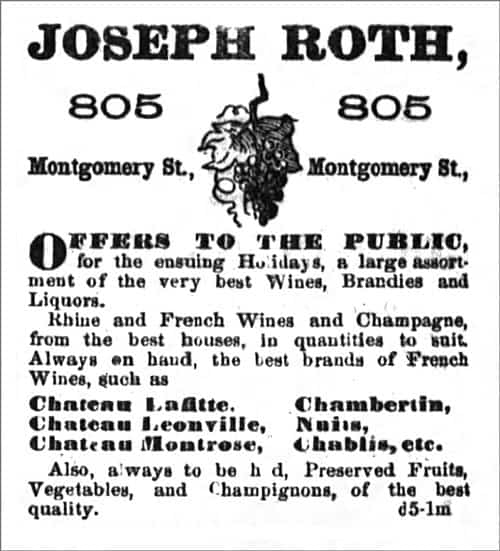 JOSEPH ROTH,
805 805
Montgomery St., Montgomery St.,
OFFERS TO THE PUBLIC,
for the ensuing Holidays, a large assort-
ment of the very best Wines, Brandies and
Liquors.
Rhine and French Wines and Champagne,
from the best houses, in quantities to suit.
Always on hand, the best brands of French
Wines, such as
Chateau Lafitte, Chambertin,
Chateau Leonville, Nuits,
Chateau Montrose, Chablis, etc.
Also, always to be h d, Preserved Fruits,
Vegetables, and Champignons, of the best
quality. d5-1m